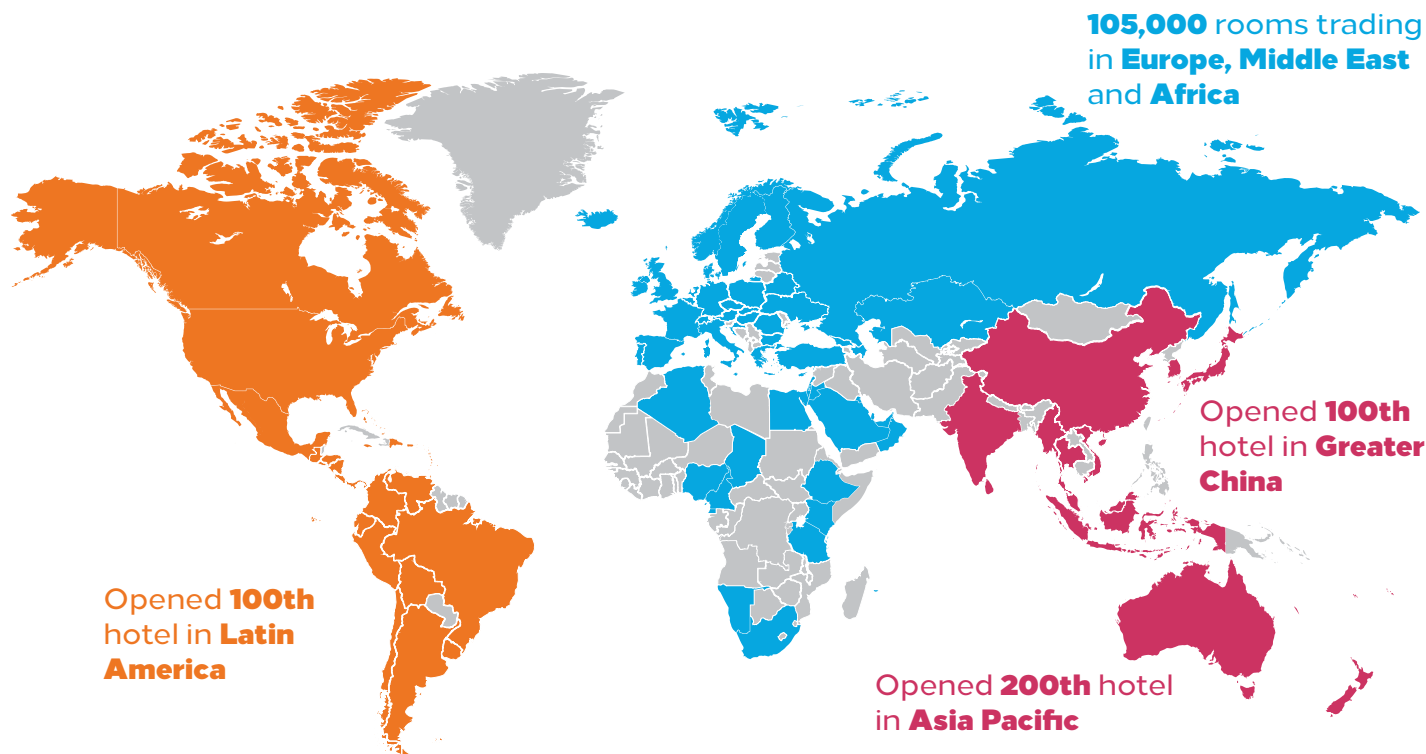 105,000 rooms trading
in Europe, Middle East
and Africa
Opened 100th
hotel in Greater
China
Opened 100th
hotel in Latin
America
Opened 200th hotel
in Asia Pacific